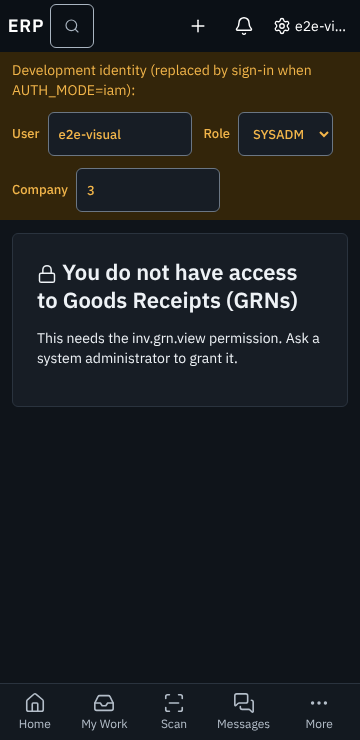 ERP
e2e-vi...
Development identity (replaced by sign-in when
AUTH_MODE=iam):
User e2e-visual Role SYSADM
Company 3
You do not have access
to Goods Receipts (GRNs)
This needs the inv.grn.view permission. Ask a
system administrator to grant it.
Home My Work Scan Messages More